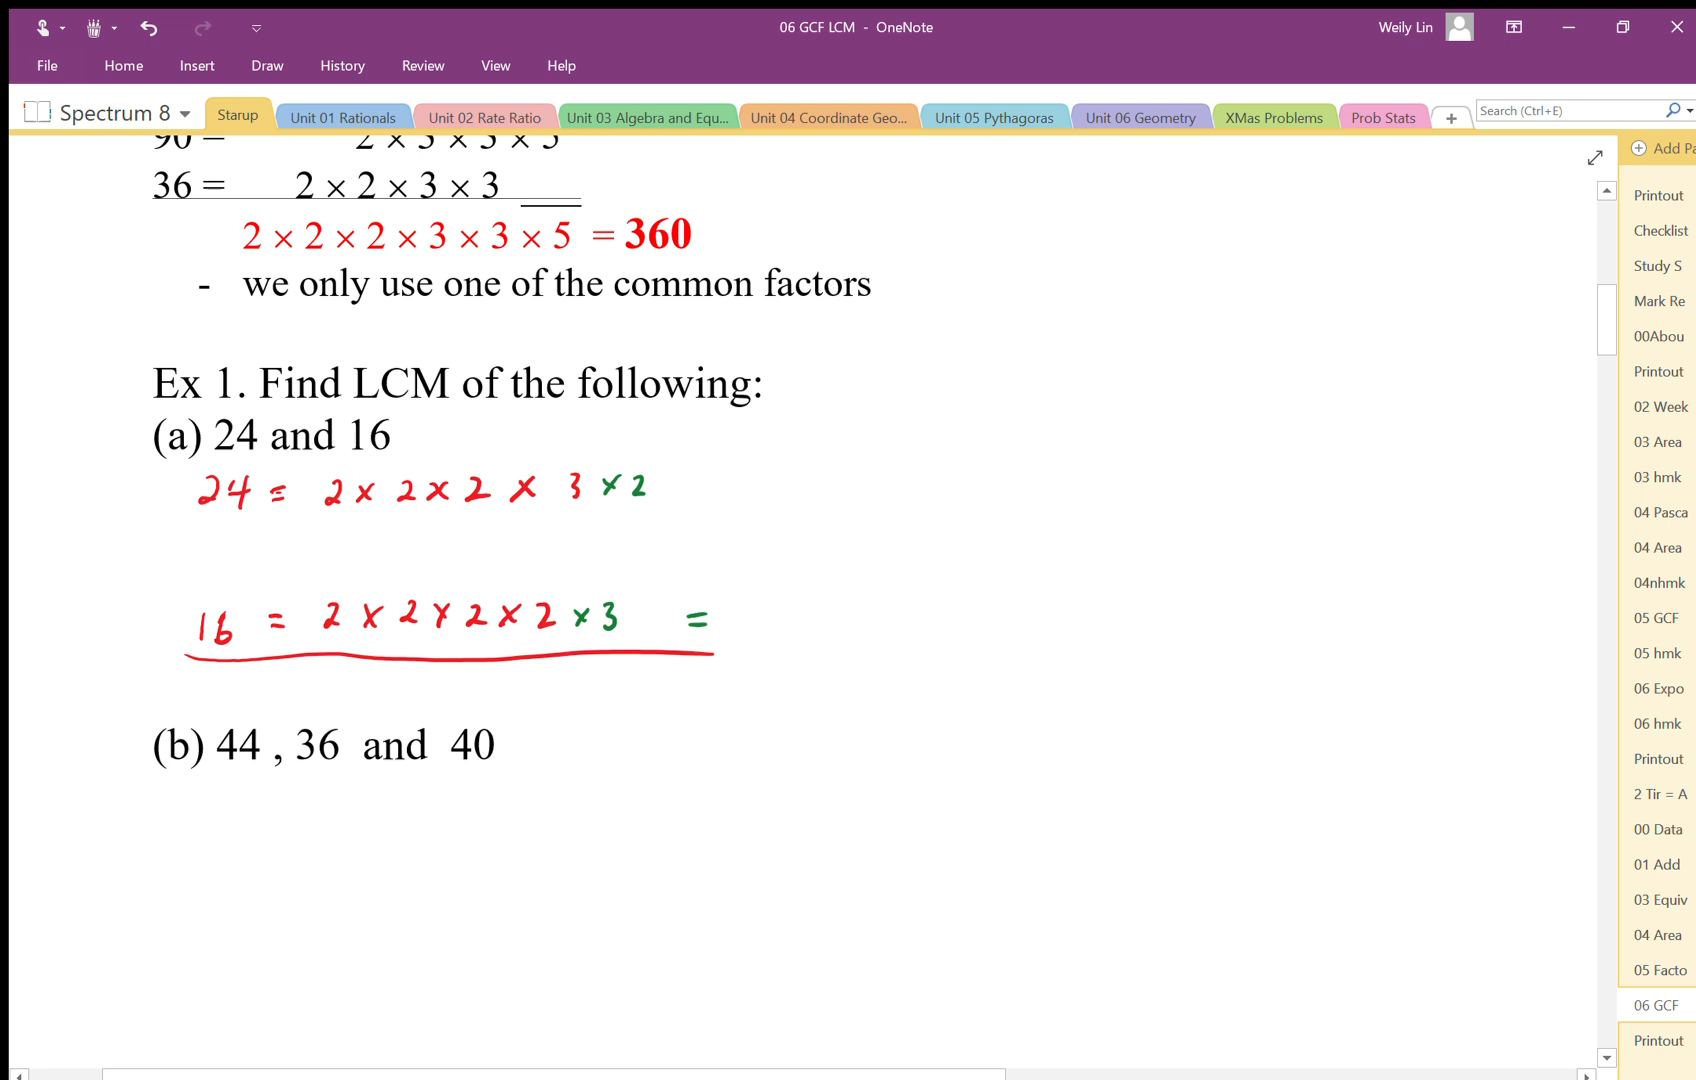 06 GCF LCM - OneNote
Weily Lin
File Home Insert Draw History Review View Help
Spectrum 8
Starup
Unit 01 Rationals
Unit 02 Rate Ratio
Unit 03 Algebra and Equ...
Unit 04 Coordinate Geo...
Unit 05 Pythagoras
Unit 06 Geometry
XMas Problems
Prob Stats
+
Search (Ctrl+E)
90 = 2 × 3 × 3 × 5
36 = 2 × 2 × 3 × 3
2 × 2 × 2 × 3 × 3 × 5 = 360
- we only use one of the common factors
Ex 1. Find LCM of the following:
(a) 24 and 16
24 = 2 × 2 × 2 × 3 × 2
16 = 2 × 2 × 2 × 2 × 3 =
(b) 44 , 36 and 40
Add Pa
Printout
Checklist
Study S
Mark Re
00Abou
Printout
02 Week
03 Area
03 hmk
04 Pasca
04 Area
04nhmk
05 GCF
05 hmk
06 Expo
06 hmk
Printout
2 Tir = A
00 Data
01 Add
03 Equiv
04 Area
05 Facto
06 GCF
Printout